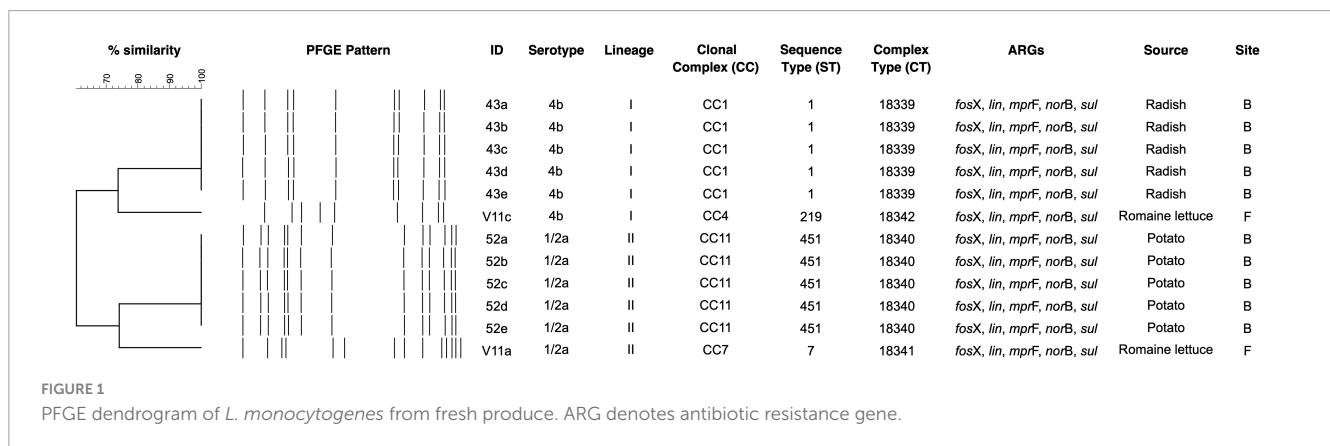 % similarity PFGE Pattern ID Serotype Lineage Clonal Complex (CC) Sequence Type (ST) Complex Type (CT) ARGs Source Site
70 80 90 100
43a 4b I CC1 1 18339 fosX, lin, mprF, norB, sul Radish B
43b 4b I CC1 1 18339 fosX, lin, mprF, norB, sul Radish B
43c 4b I CC1 1 18339 fosX, lin, mprF, norB, sul Radish B
43d 4b I CC1 1 18339 fosX, lin, mprF, norB, sul Radish B
43e 4b I CC1 1 18339 fosX, lin, mprF, norB, sul Radish B
V11c 4b I CC4 219 18342 fosX, lin, mprF, norB, sul Romaine lettuce F
52a 1/2a II CC11 451 18340 fosX, lin, mprF, norB, sul Potato B
52b 1/2a II CC11 451 18340 fosX, lin, mprF, norB, sul Potato B
52c 1/2a II CC11 451 18340 fosX, lin, mprF, norB, sul Potato B
52d 1/2a II CC11 451 18340 fosX, lin, mprF, norB, sul Potato B
52e 1/2a II CC11 451 18340 fosX, lin, mprF, norB, sul Potato B
V11a 1/2a II CC7 7 18341 fosX, lin, mprF, norB, sul Romaine lettuce F
FIGURE 1
PFGE dendrogram of L. monocytogenes from fresh produce. ARG denotes antibiotic resistance gene.